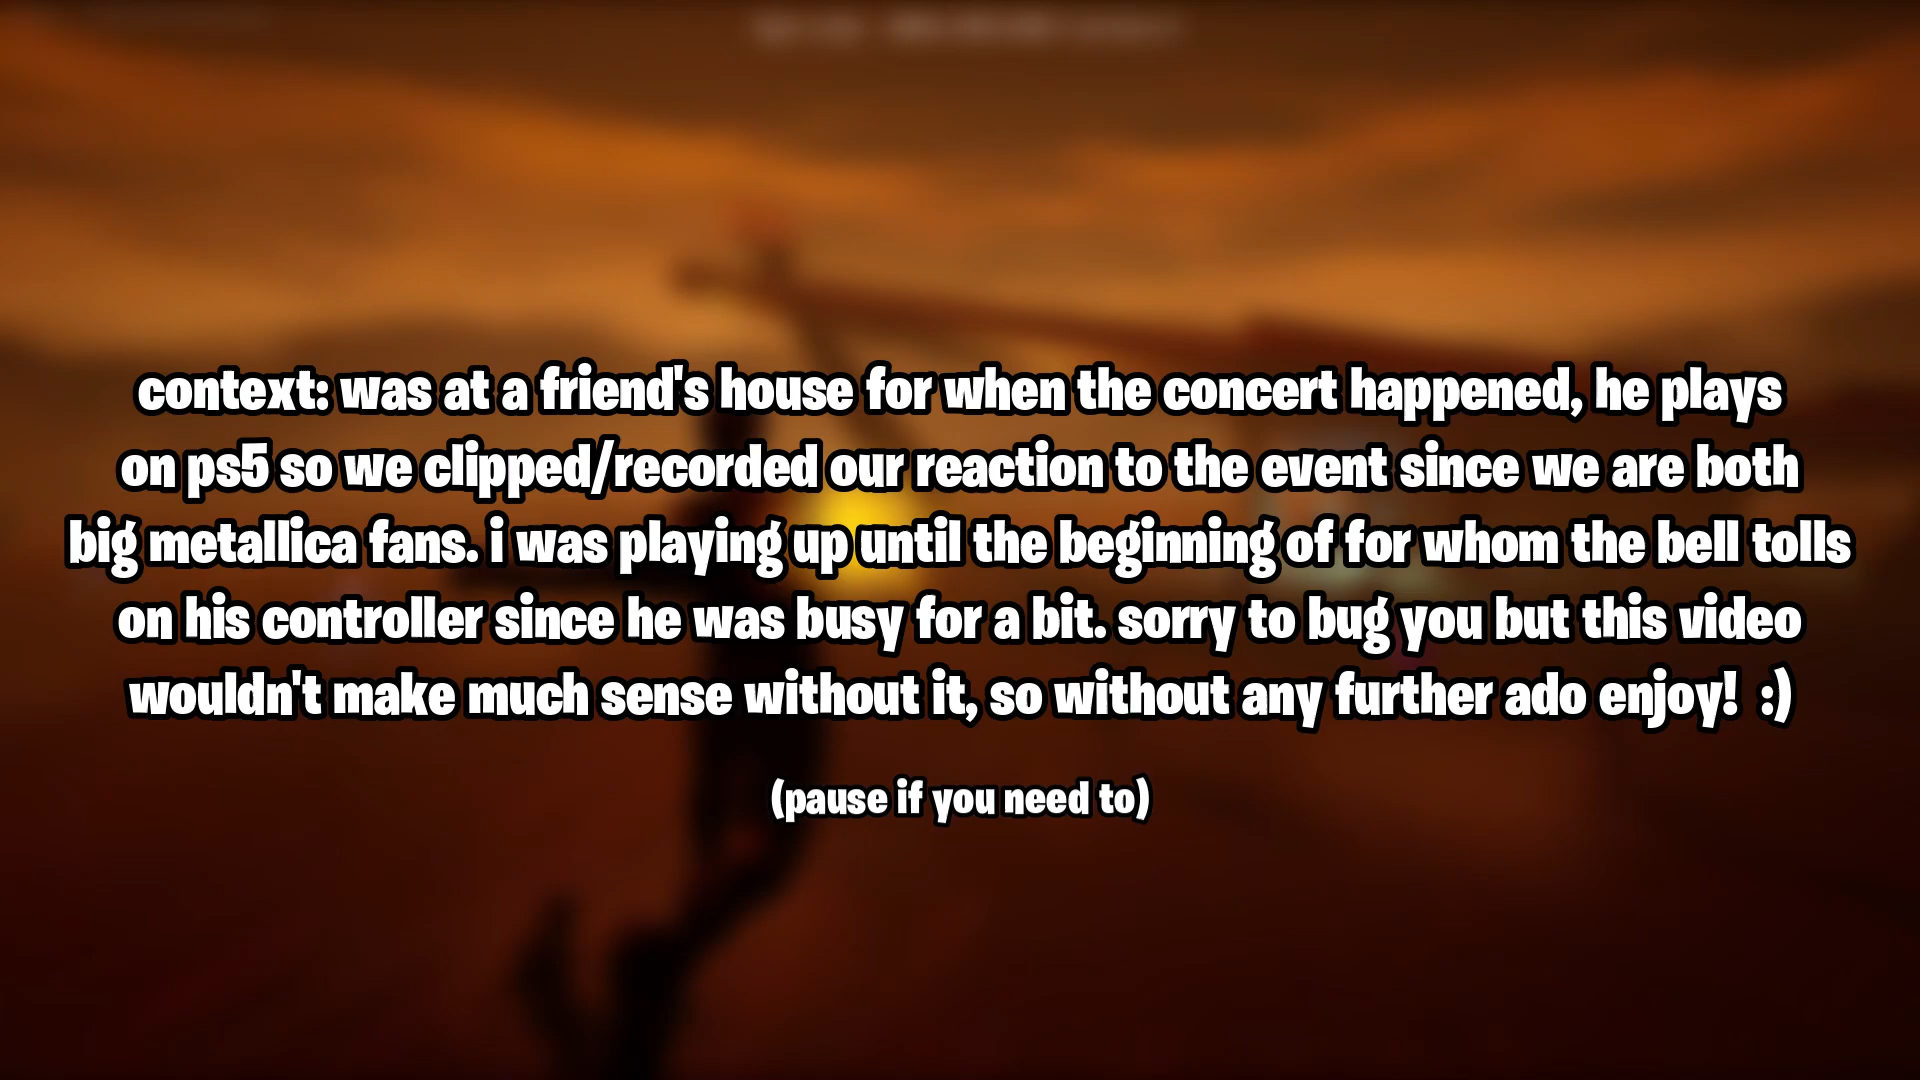 context: was at a friend's house for when the concert happened, he plays
on ps5 so we clipped/recorded our reaction to the event since we are both
big metallica fans. i was playing up until the beginning of for whom the bell tolls
on his controller since he was busy for a bit. sorry to bug you but this video
wouldn't make much sense without it, so without any further ado enjoy!  :)
(pause if you need to)